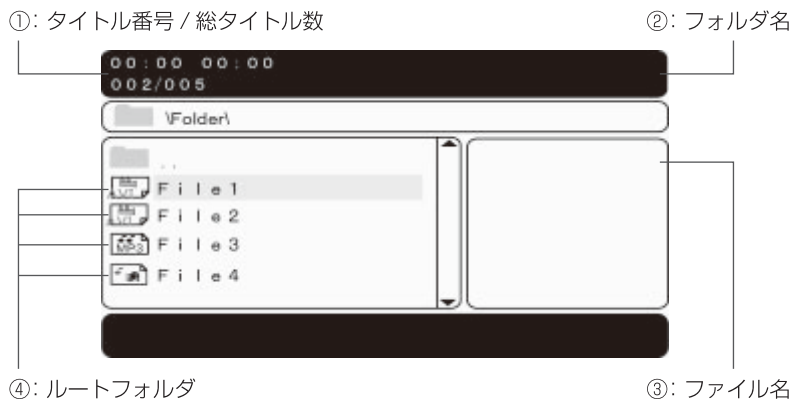 ①: タイトル番号 / 総タイトル数
②: フォルダ名
00:00 00:00
002/005
\Folder\
..
File1
File2
MP3 File3
File4
④: ルートフォルダ
③: ファイル名